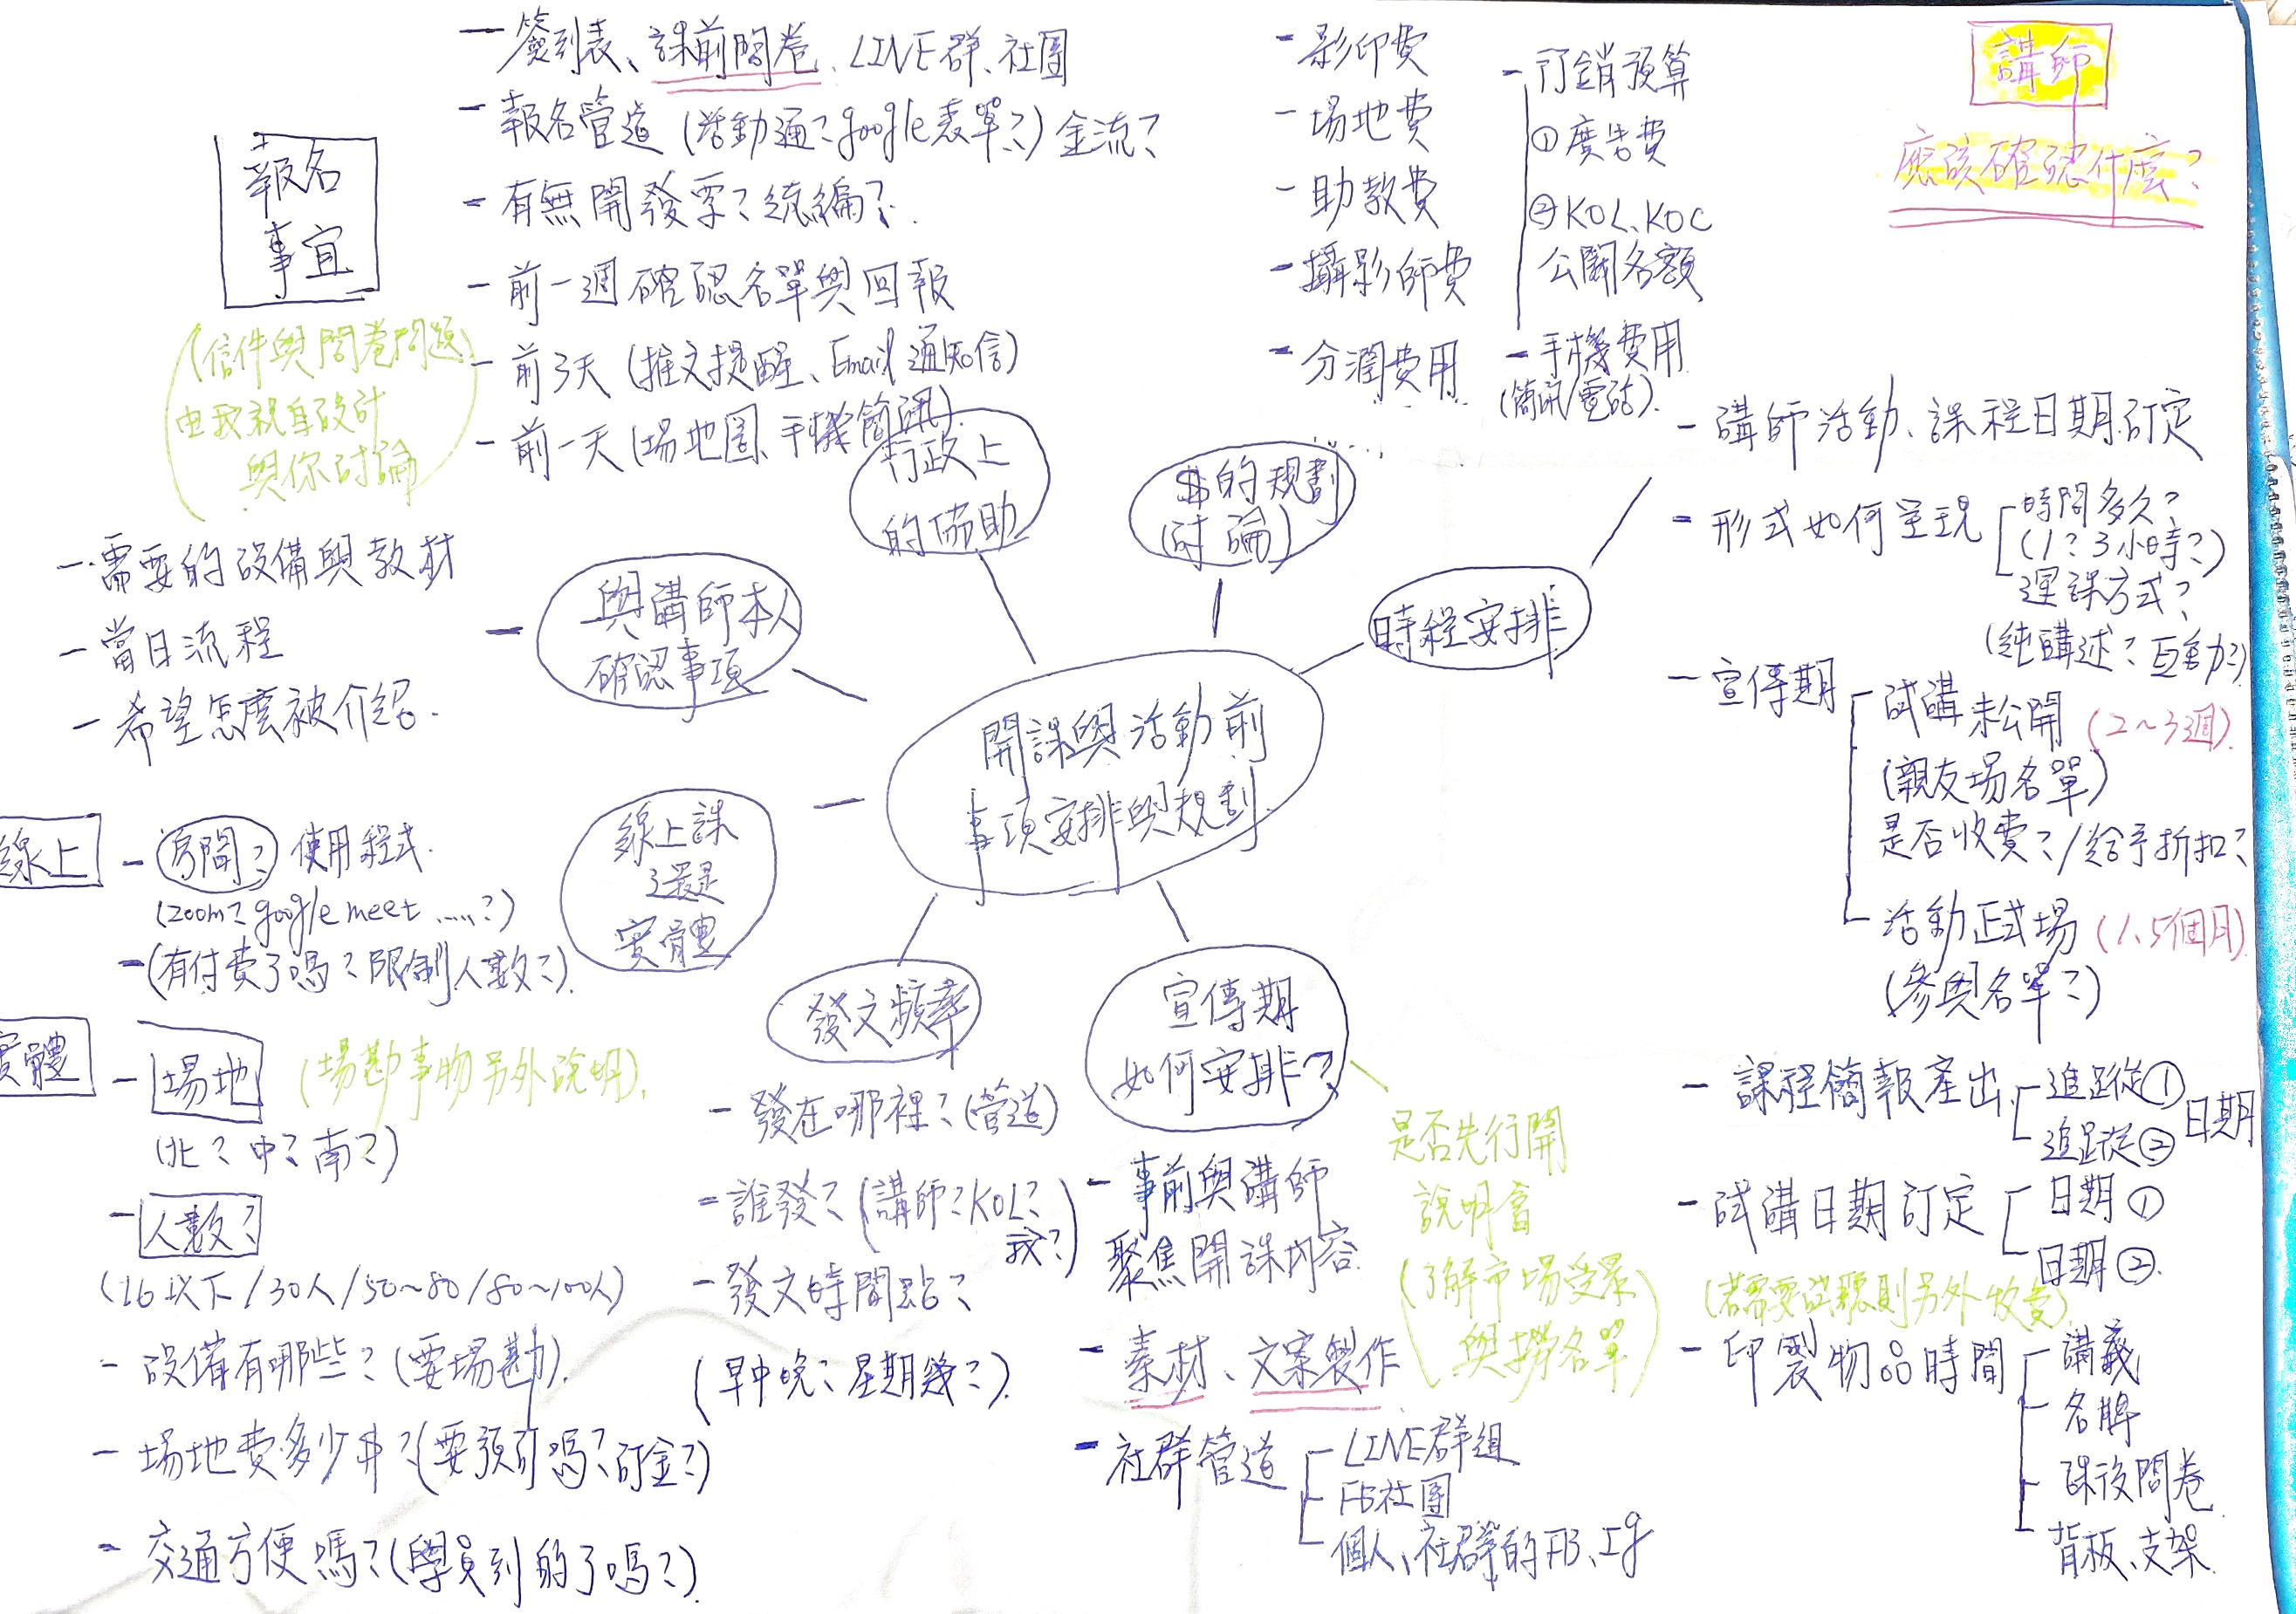 講師
應該確認什麼?
開課與活動前
事項安排與規劃
行政上
的協助
報名
事宜
(信件與問卷問題
由我親自設計
與你討論)
- 簽到表、課前問卷、LINE群、社團
- 報名管道 (活動通?google表單?) 金流?
- 有無開發票?統編?
- 前一週確認名單與回報
- 前3天 (推文提醒、Email 通知信)
- 前一天 (場地圖、手機簡訊)
$的規劃
(討論)
- 影印費
- 場地費
- 助教費
- 攝影師費
- 分潤費用
- 行銷預算
① 廣告費
② KOL、KOC
公關名額
- 手機費用
(簡訊/電話)
時程安排
- 講師活動、課程日期訂定
- 形式如何呈現
時間多久?
(1?3小時?)
運課方式?
(純講述?互動?)
- 宣傳期
試講 未公開 (2~3週)
(親友場名單)
是否收費?/給予折扣?
活動正式場 (1.5個月)
(參與名單?)
- 課程簡報產出
追蹤①
追蹤②
日期
- 試講日期訂定
日期①
日期②
(若需要試聽則另外收費)
- 印製物品時間
講義
名牌
課後問卷
背板、支架
與講師本人
確認事項
- 需要的設備與教材
- 當日流程
- 希望怎麼被介紹.
線上課
還是
實體
線上
- 房間? 使用程式.
(zoom?google meet .....?)
- (有付費了嗎?限制人數?)
實體
- 場地 (場勘事物另外說明)
(北?中?南?)
- 人數?
(16以下/30人/50~80/80~100人)
- 設備有哪些?(要場勘)
- 場地費多少$?(要預訂嗎?訂金?)
- 交通方便嗎?(學員到的了嗎?)
發文頻率
- 發在哪裡?(管道)
- 誰發?(講師?KOL?
我?)
- 發文時間點?
(早中晚?星期幾?)
宣傳期
如何安排?
是否先行開
說明會
(了解市場受眾
與撈名單)
- 事前與講師
聚焦開課內容
- 素材、文案製作
- 社群管道
LINE群組
FB社團
個人、社群的FB、Ig